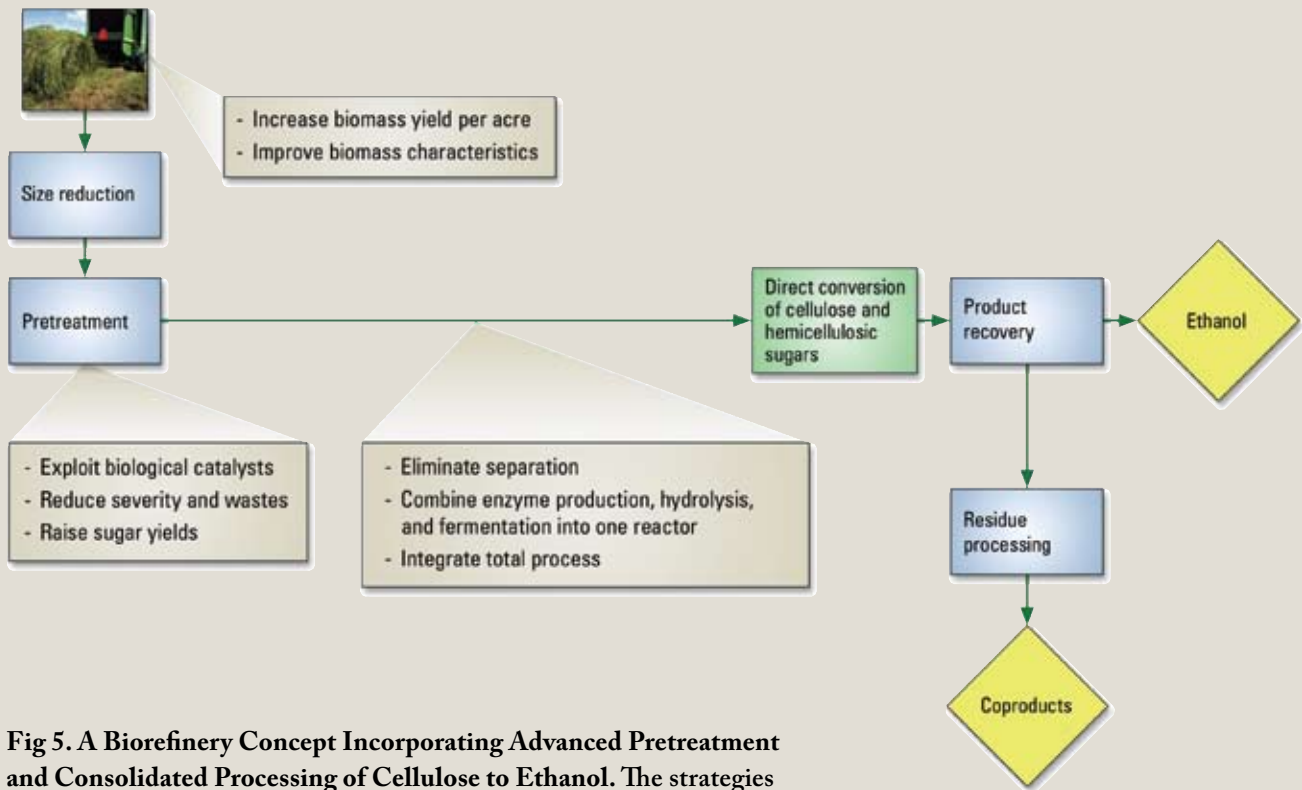 - Increase biomass yield per acre
- Improve biomass characteristics
Size reduction
Pretreatment
Direct conversion
of cellulose and
hemicellulosic
sugars
Product
recovery
Ethanol
- Exploit biological catalysts
- Reduce severity and wastes
- Raise sugar yields
- Eliminate separation
- Combine enzyme production, hydrolysis,
and fermentation into one reactor
- Integrate total process
Residue
processing
Coproducts
Fig 5. A Biorefinery Concept Incorporating Advanced Pretreatment
and Consolidated Processing of Cellulose to Ethanol. The strategies